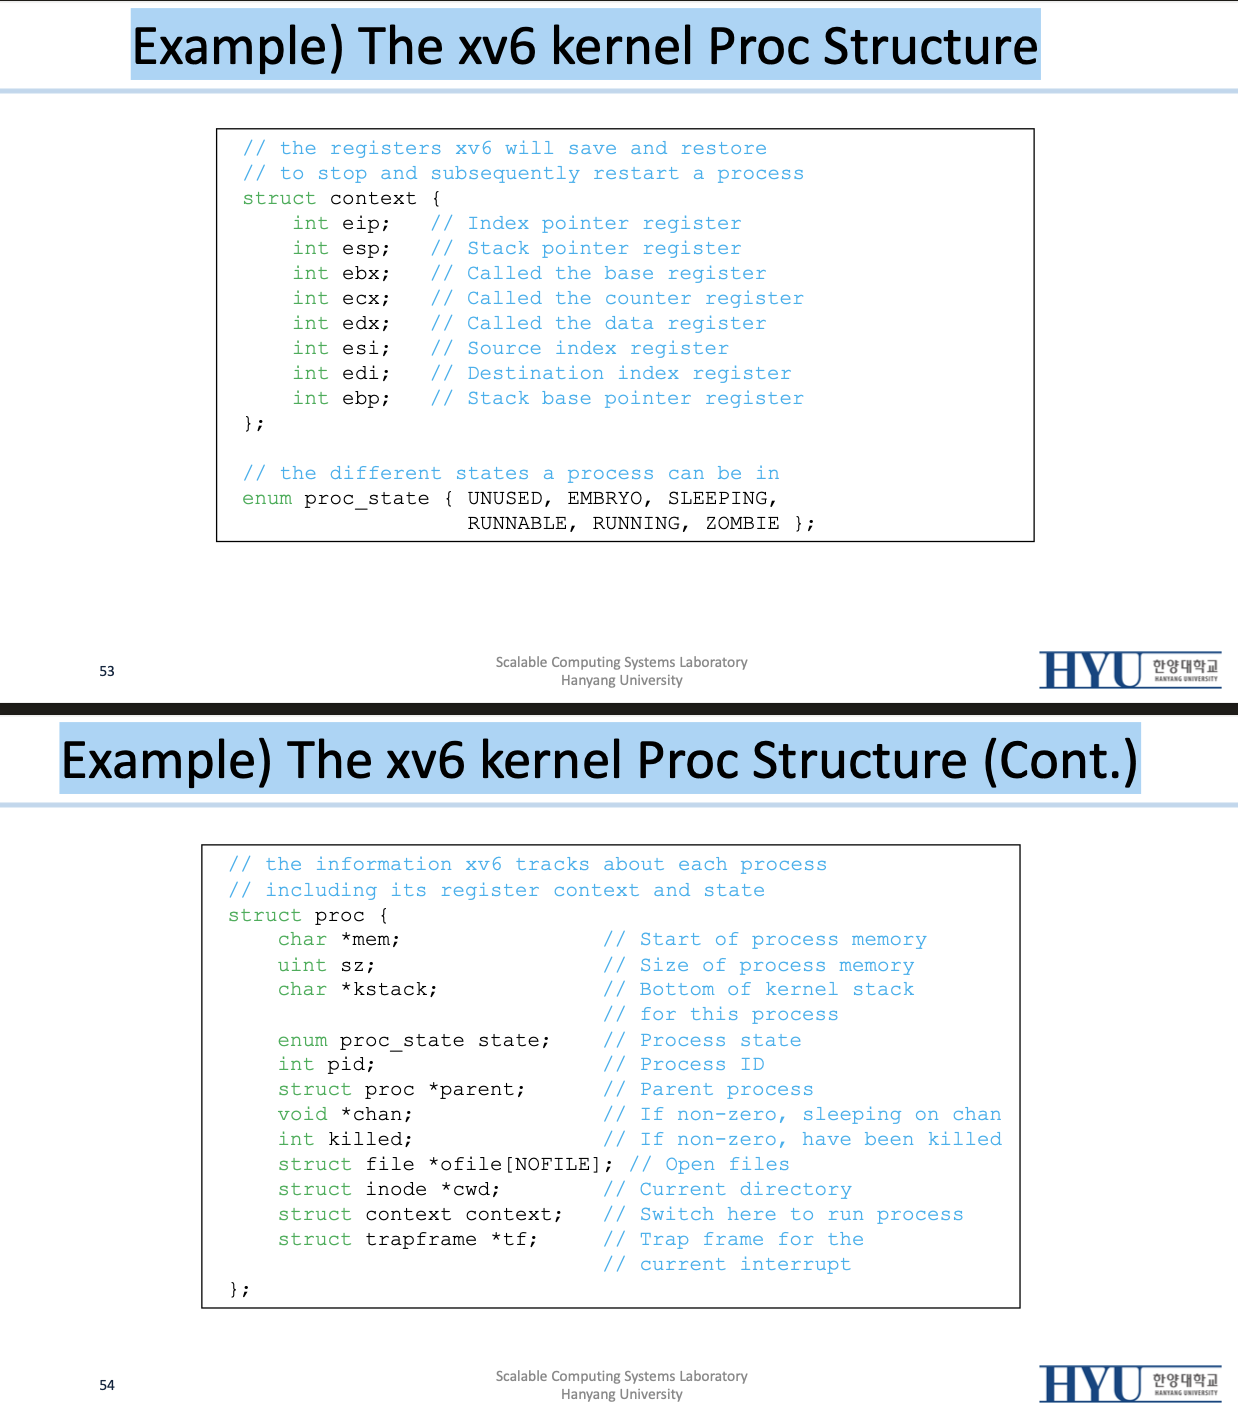 Example) The xv6 kernel Proc Structure
// the registers xv6 will save and restore
// to stop and subsequently restart a process
struct context {
    int eip;   // Index pointer register
    int esp;   // Stack pointer register
    int ebx;   // Called the base register
    int ecx;   // Called the counter register
    int edx;   // Called the data register
    int esi;   // Source index register
    int edi;   // Destination index register
    int ebp;   // Stack base pointer register
};
// the different states a process can be in
enum proc_state { UNUSED, EMBRYO, SLEEPING,
                  RUNNABLE, RUNNING, ZOMBIE };
53
Scalable Computing Systems Laboratory
Hanyang University
HYU 한양대학교
HANYANG UNIVERSITY
Example) The xv6 kernel Proc Structure (Cont.)
// the information xv6 tracks about each process
// including its register context and state
struct proc {
    char *mem;                // Start of process memory
    uint sz;                  // Size of process memory
    char *kstack;             // Bottom of kernel stack
                              // for this process
    enum proc_state state;    // Process state
    int pid;                  // Process ID
    struct proc *parent;      // Parent process
    void *chan;               // If non-zero, sleeping on chan
    int killed;               // If non-zero, have been killed
    struct file *ofile[NOFILE]; // Open files
    struct inode *cwd;        // Current directory
    struct context context;   // Switch here to run process
    struct trapframe *tf;     // Trap frame for the
                              // current interrupt
};
54
Scalable Computing Systems Laboratory
Hanyang University
HYU 한양대학교
HANYANG UNIVERSITY